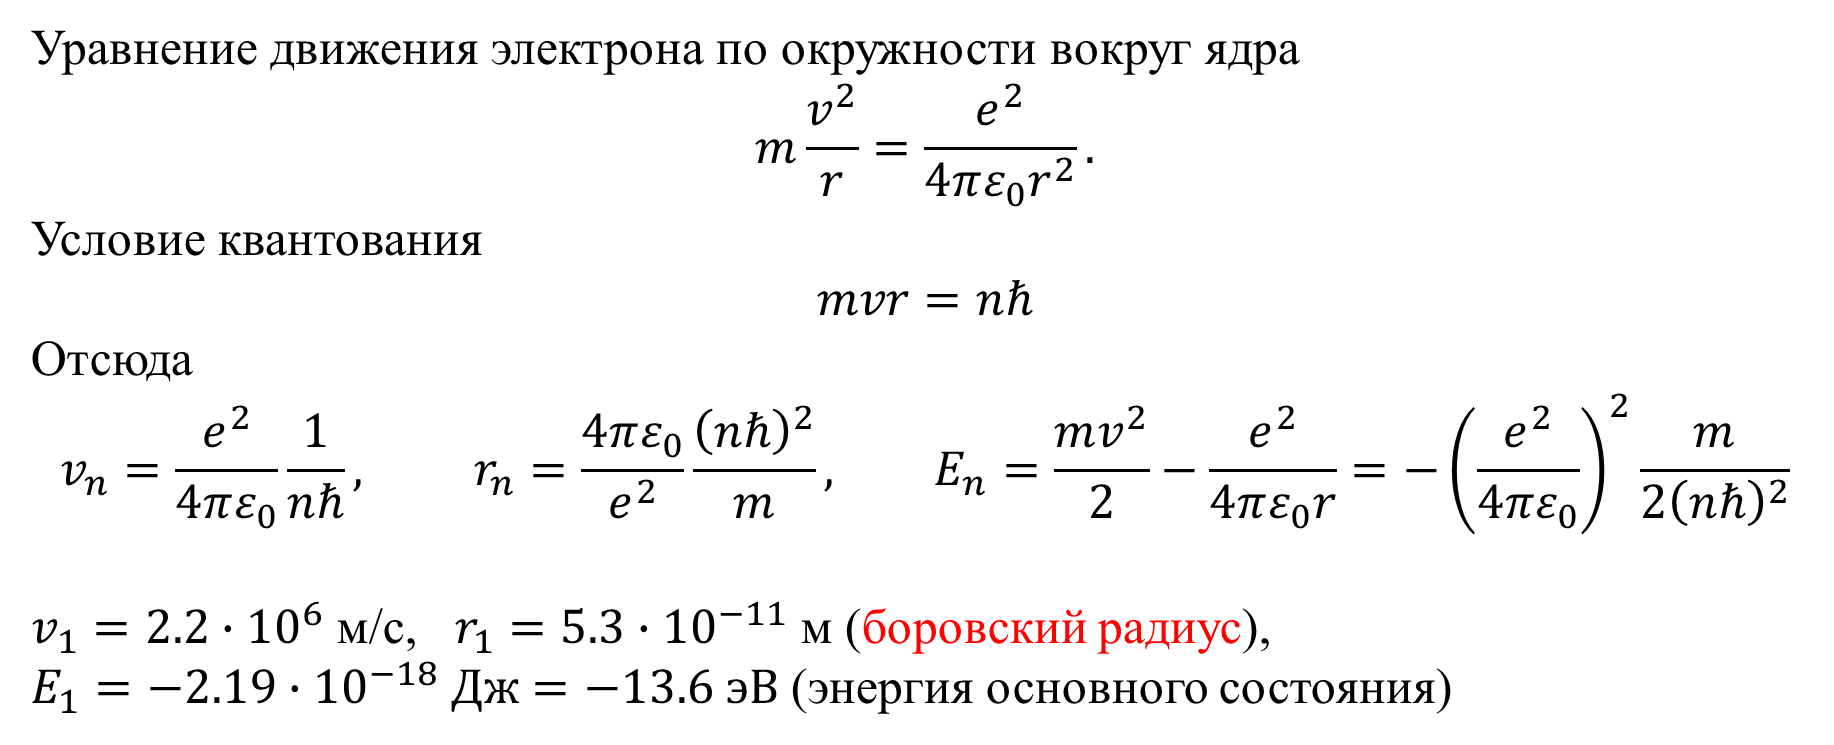 Уравнение движения электрона по окружности вокруг ядра
m v²/r = e²/(4πε₀r²).
Условие квантования
mvr = nħ
Отсюда
vₙ = e²/(4πε₀) 1/(nħ), rₙ = 4πε₀/e² (nħ)²/m, Eₙ = mv²/2 − e²/(4πε₀r) = −(e²/(4πε₀))² m/(2(nħ)²)
v₁ = 2.2 · 10⁶ м/с, r₁ = 5.3 · 10⁻¹¹ м (боровский радиус),
E₁ = −2.19 · 10⁻¹⁸ Дж = −13.6 эВ (энергия основного состояния)